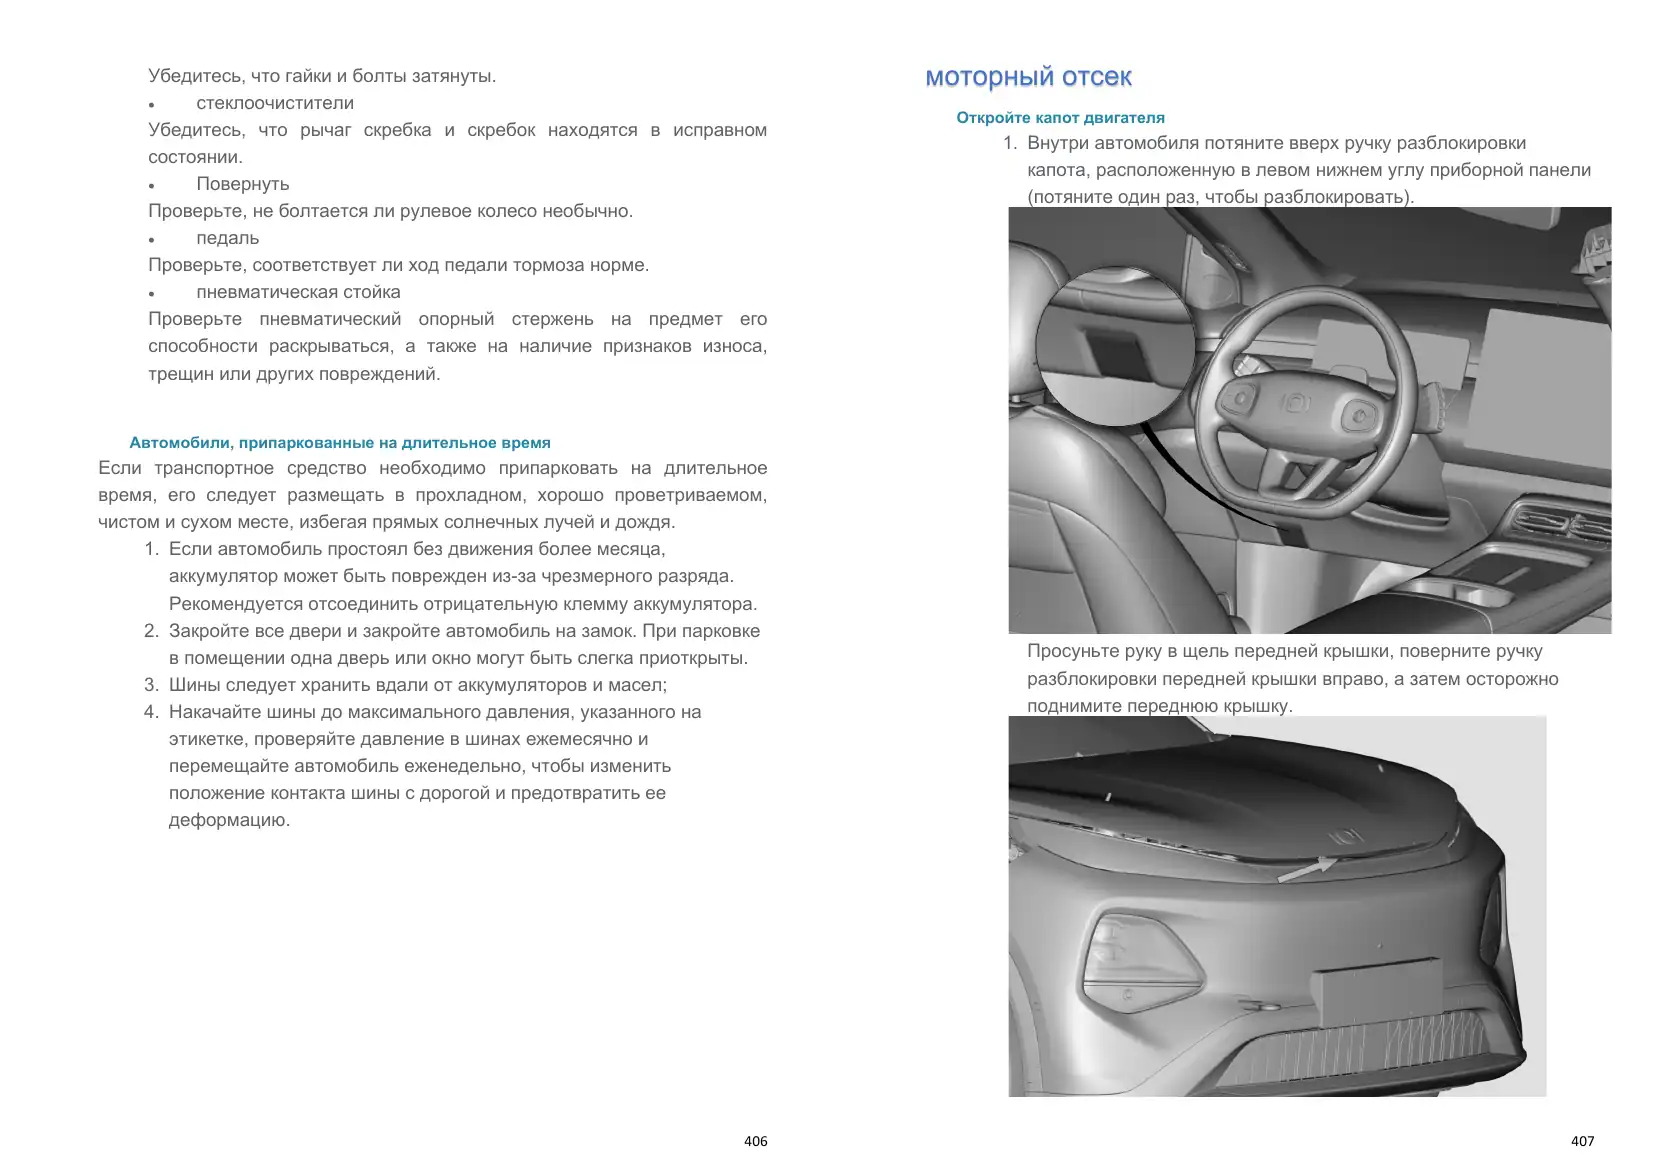 Убедитесь, что гайки и болты затянуты.
• стеклоочистители
Убедитесь, что рычаг скребка и скребок находятся в исправном
состоянии.
• Повернуть
Проверьте, не болтается ли рулевое колесо необычно.
• педаль
Проверьте, соответствует ли ход педали тормоза норме.
• пневматическая стойка
Проверьте пневматический опорный стержень на предмет его
способности раскрываться, а также на наличие признаков износа,
трещин или других повреждений.
Автомобили, припаркованные на длительное время
Если транспортное средство необходимо припарковать на длительное
время, его следует размещать в прохладном, хорошо проветриваемом,
чистом и сухом месте, избегая прямых солнечных лучей и дождя.
1. Если автомобиль простоял без движения более месяца,
аккумулятор может быть поврежден из-за чрезмерного разряда.
Рекомендуется отсоединить отрицательную клемму аккумулятора.
2. Закройте все двери и закройте автомобиль на замок. При парковке
в помещении одна дверь или окно могут быть слегка приоткрыты.
3. Шины следует хранить вдали от аккумуляторов и масел;
4. Накачайте шины до максимального давления, указанного на
этикетке, проверяйте давление в шинах ежемесячно и
перемещайте автомобиль еженедельно, чтобы изменить
положение контакта шины с дорогой и предотвратить ее
деформацию.
406
моторный отсек
Откройте капот двигателя
1. Внутри автомобиля потяните вверх ручку разблокировки
капота, расположенную в левом нижнем углу приборной панели
(потяните один раз, чтобы разблокировать).
Просуньте руку в щель передней крышки, поверните ручку
разблокировки передней крышки вправо, а затем осторожно
поднимите переднюю крышку.
407